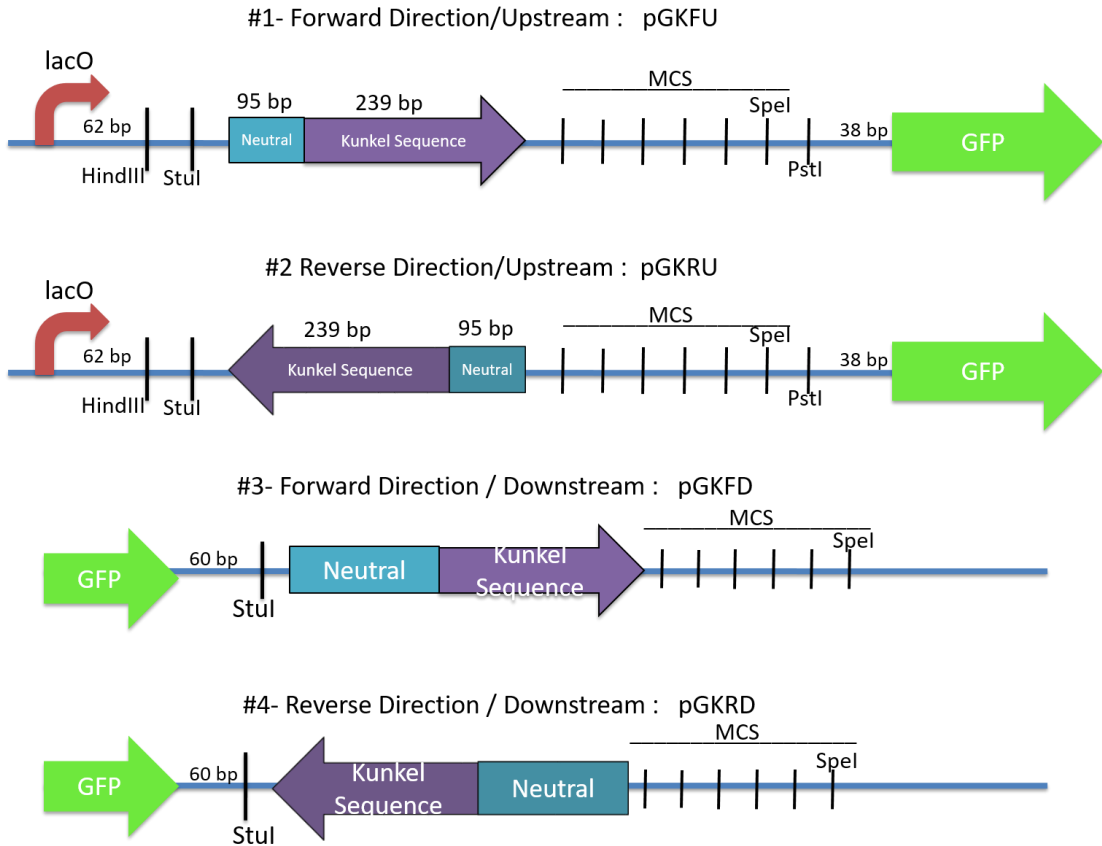 #1- Forward Direction/Upstream : pGKFU
lacO
95 bp
239 bp
MCS
SpeI
62 bp
Neutral
Kunkel Sequence
38 bp
GFP
HindIII
StuI
PstI
#2 Reverse Direction/Upstream : pGKRU
lacO
239 bp
95 bp
MCS
SpeI
62 bp
Kunkel Sequence
Neutral
38 bp
GFP
HindIII
StuI
PstI
#3- Forward Direction / Downstream : pGKFD
MCS
SpeI
GFP
60 bp
Neutral
Kunkel
Sequence
StuI
#4- Reverse Direction / Downstream : pGKRD
MCS
SpeI
GFP
60 bp
Kunkel
Sequence
Neutral
StuI